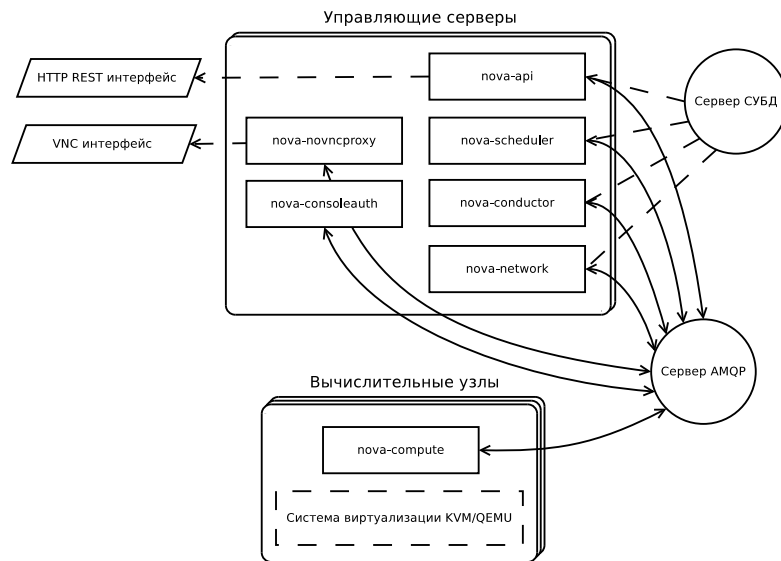 Управляющие серверы
HTTP REST интерфейс
nova-api
Сервер СУБД
VNC интерфейс
nova-novncproxy
nova-scheduler
nova-consoleauth
nova-conductor
nova-network
Сервер AMQP
Вычислительные узлы
nova-compute
Система виртуализации KVM/QEMU